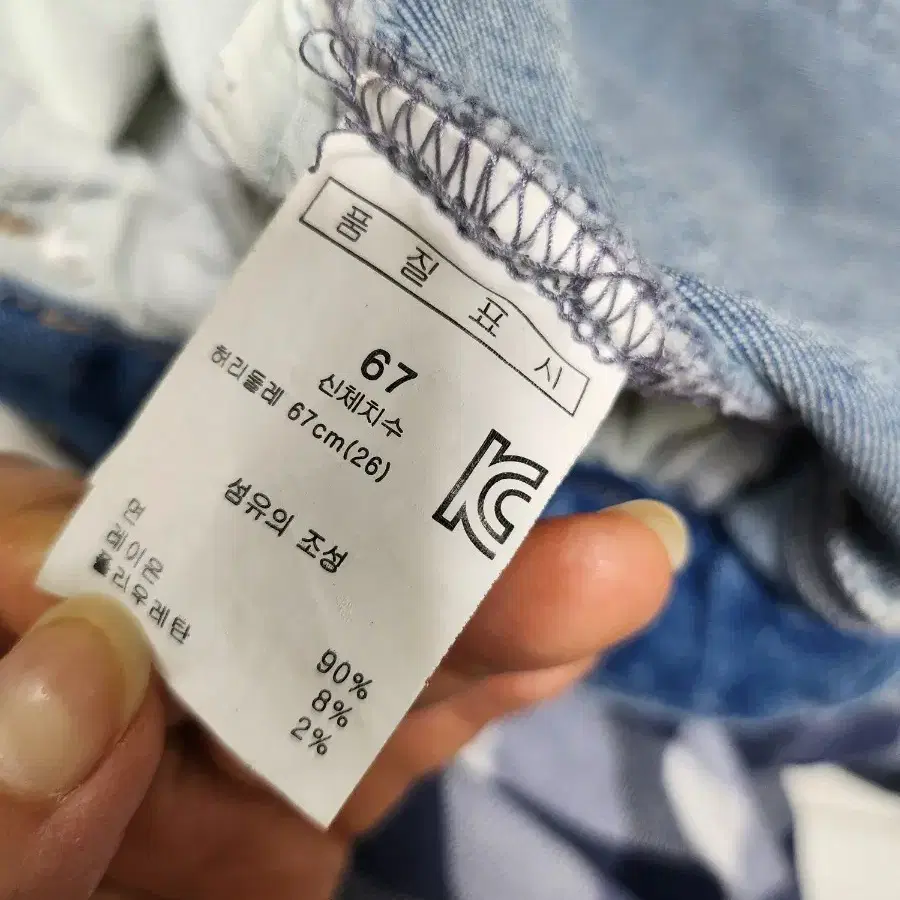 품질표시
67
신체치수
허리둘레 67cm(26)
KC
섬유의 조성
면 90%
레이온 8%
폴리우레탄 2%